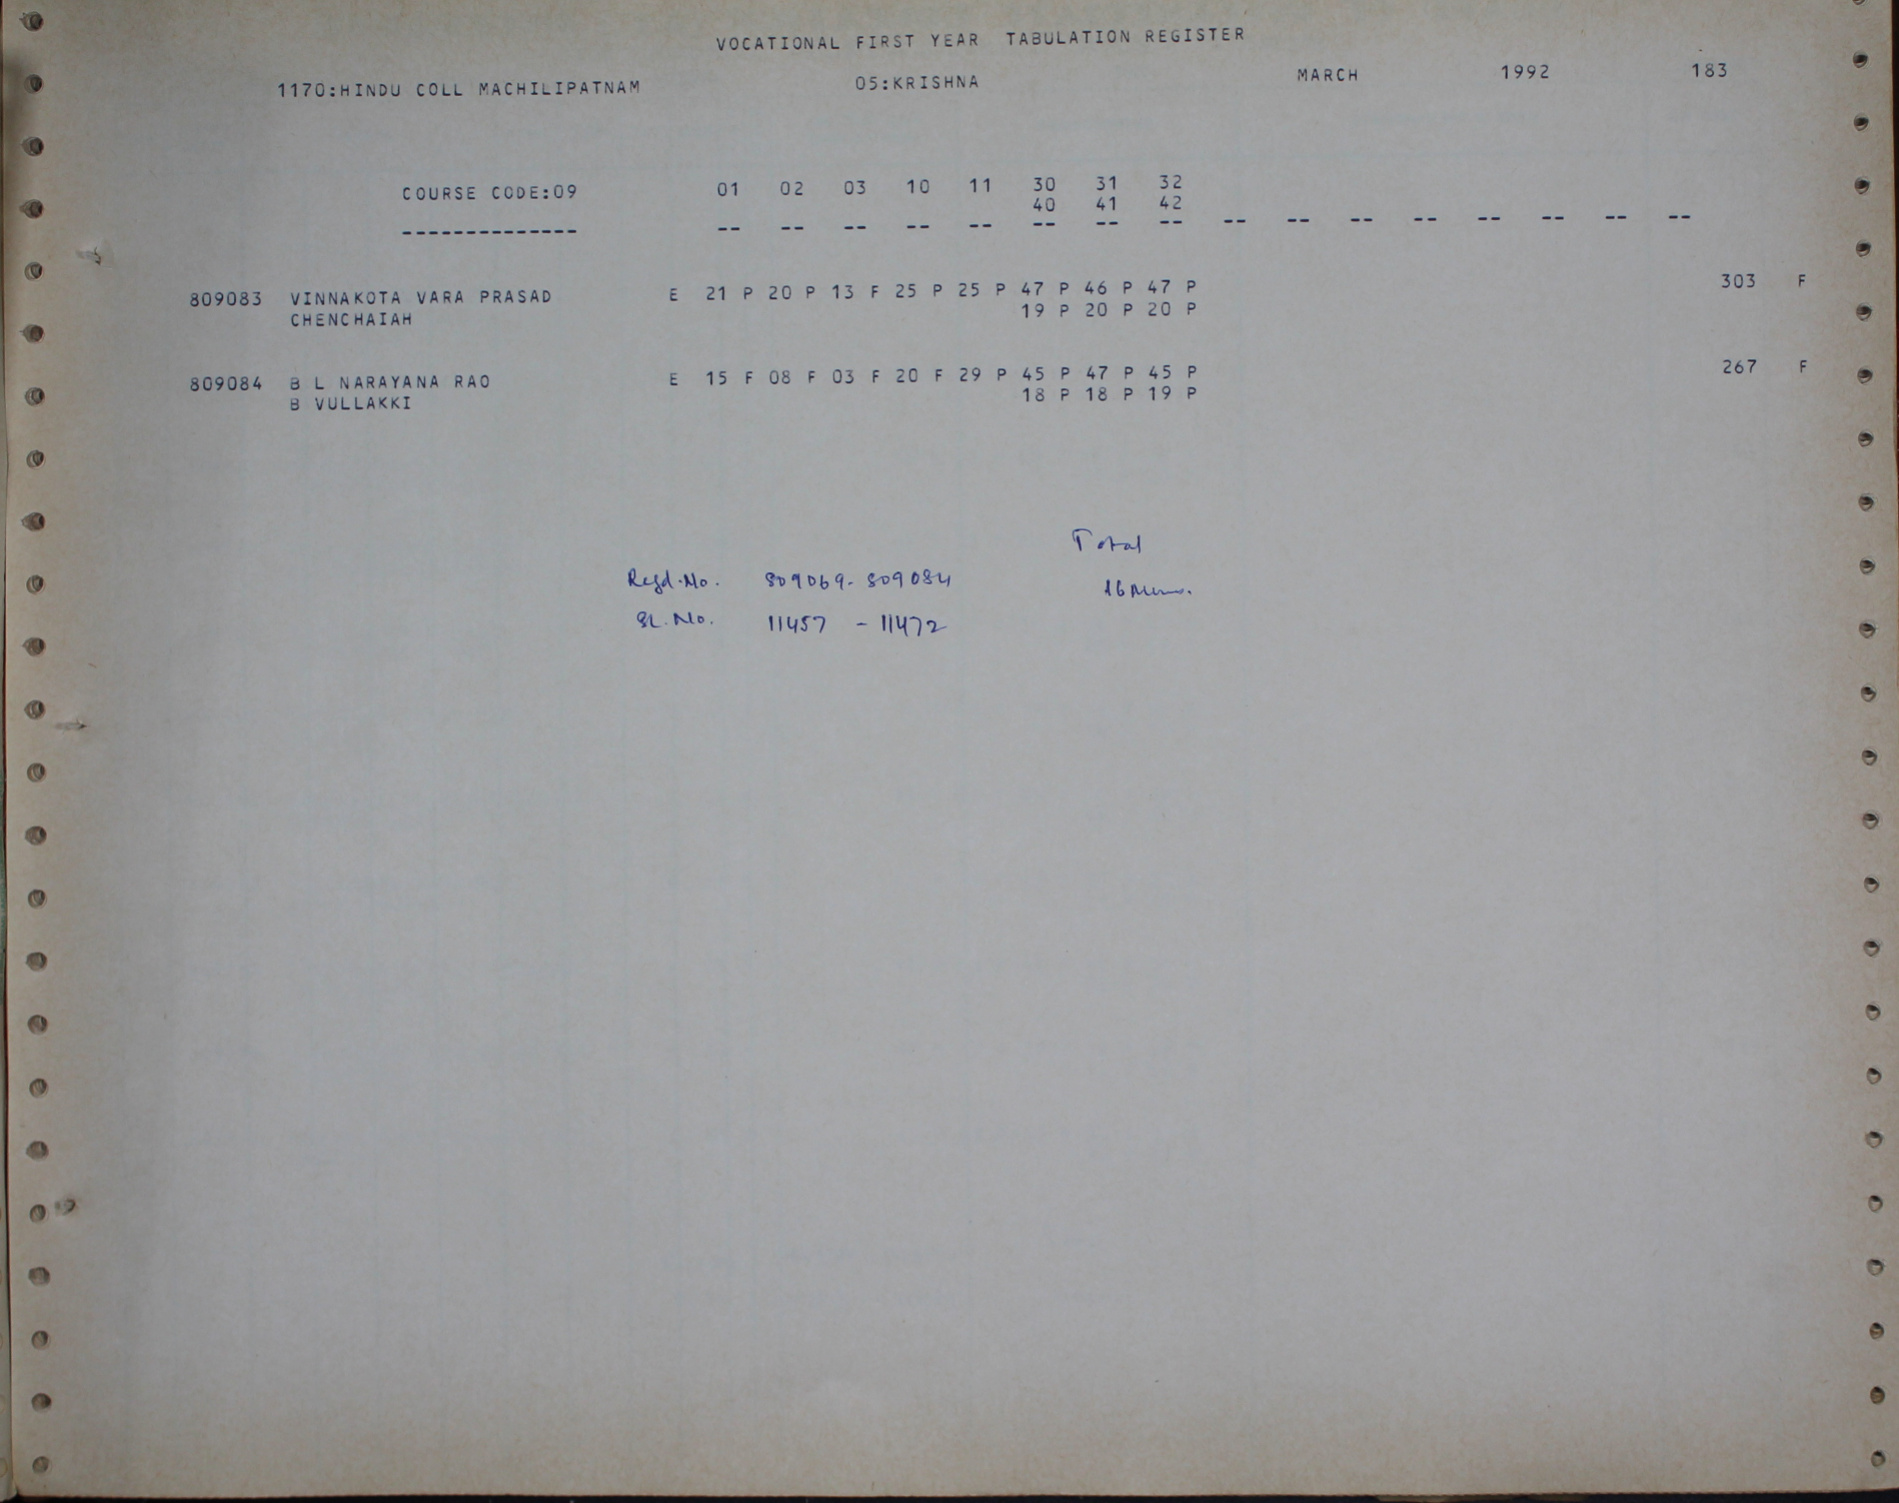 VOCATIONAL FIRST YEAR TABULATION REGISTER
1170:HINDU COLL MACHILIPATNAM 05:KRISHNA MARCH 1992 183
COURSE CODE:09 01 02 03 10 11 30 31 32
40 41 42
-------------- -- -- -- -- -- -- -- -- -- -- -- -- -- -- -- --
809083 VINNAKOTA VARA PRASAD E 21 P 20 P 13 F 25 P 25 P 47 P 46 P 47 P 303 F
CHENCHAIAH 19 P 20 P 20 P
809084 B L NARAYANA RAO E 15 F 08 F 03 F 20 F 29 P 45 P 47 P 45 P 267 F
B VULLAKKI 18 P 18 P 19 P
Total
Regd.No. 809069-809084 16
SL.No. 11457 - 11472